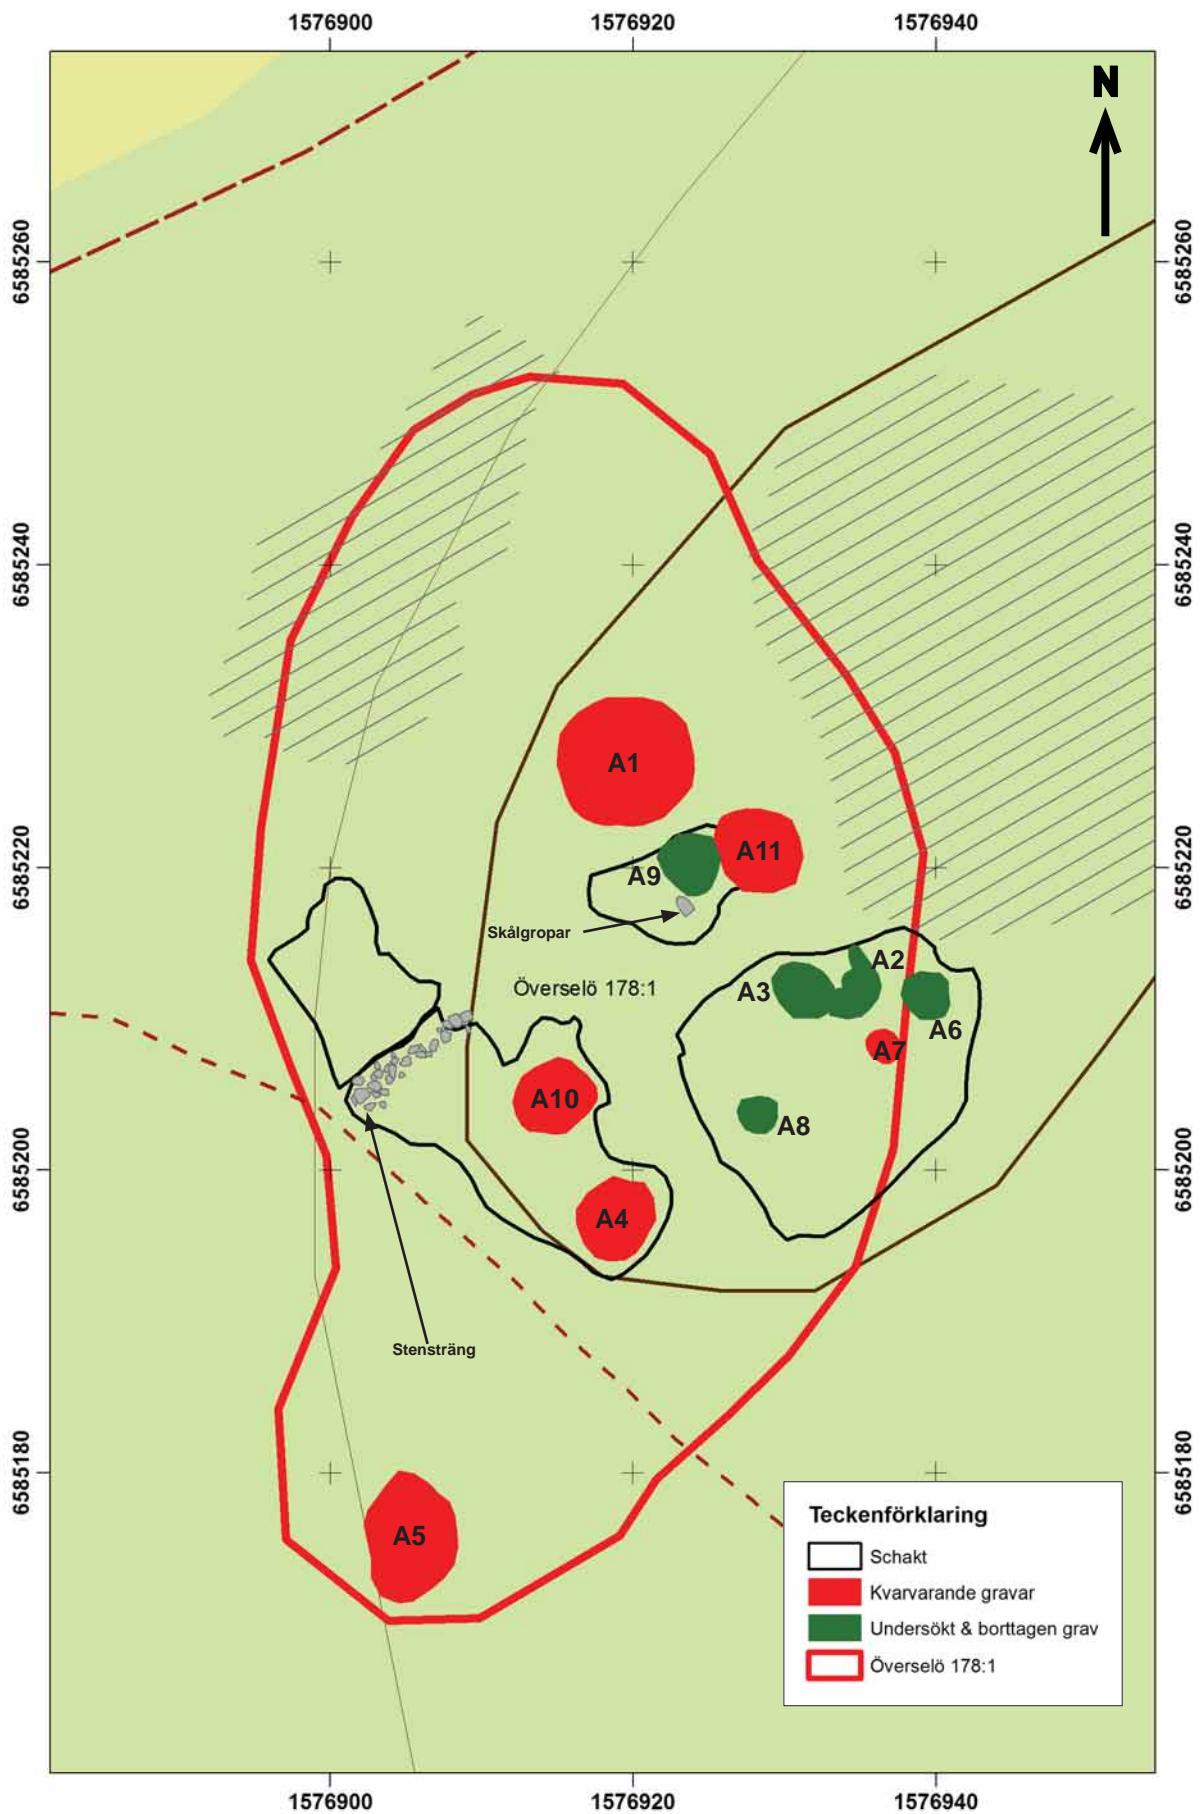 1576900 1576920 1576940
N
6585260 6585260
6585240 6585240
A1
6585220 6585220
A11
A9
Skålgropar
A2
Överselö 178:1
A3
A6
A7
A10
A8
6585200 6585200
A4
Stensträng
6585180 6585180
A5
Teckenförklaring
Schakt
Kvarvarande gravar
Undersökt & borttagen grav
Överselö 178:1
1576900 1576920 1576940